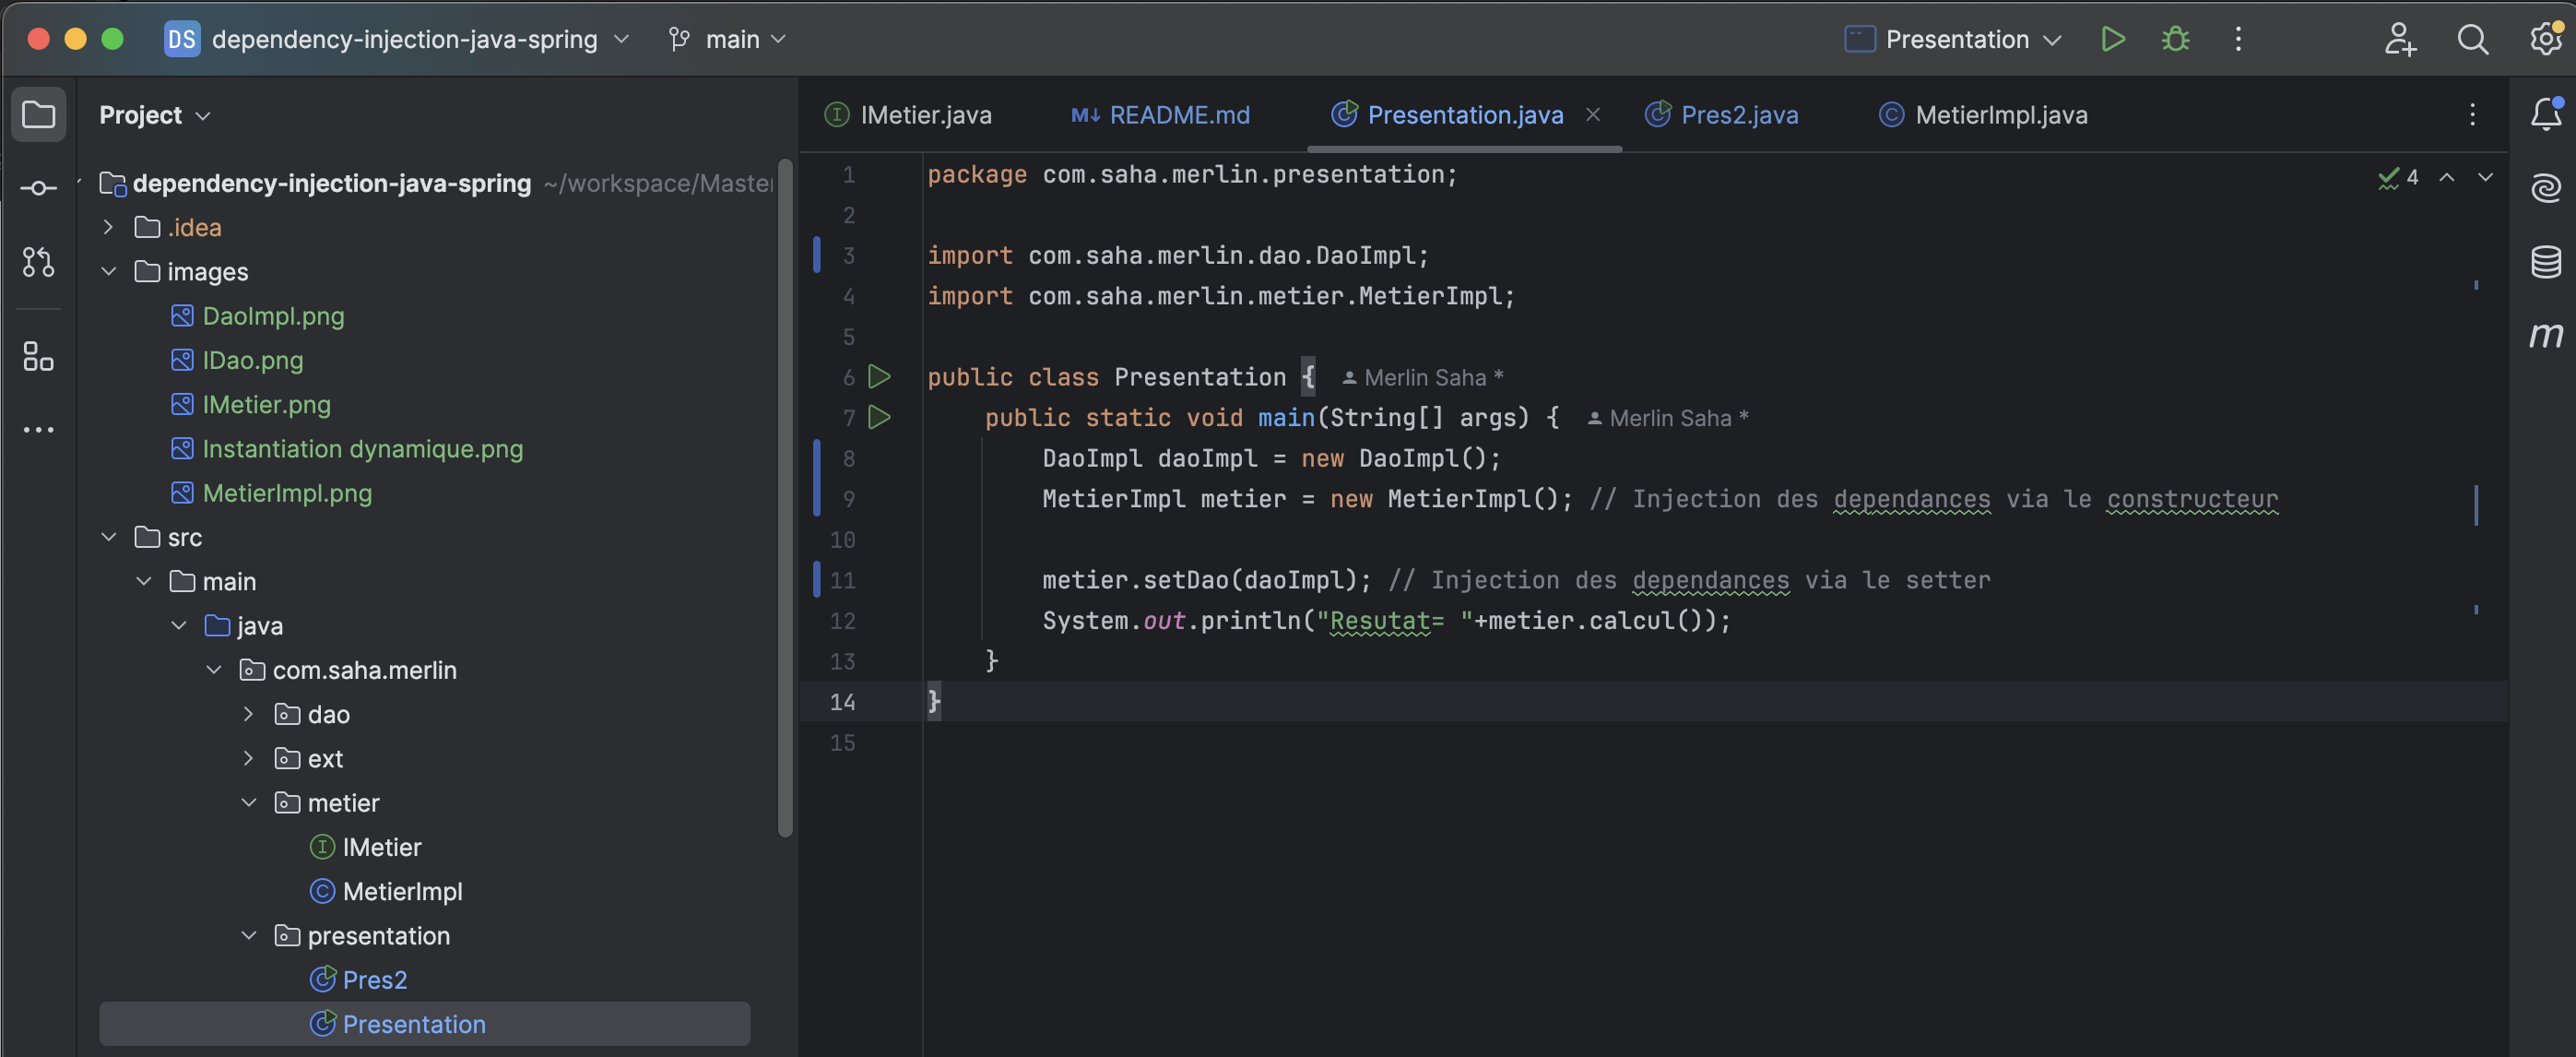 DS dependency-injection-java-spring main Presentation
Project
IMetier.java README.md Presentation.java Pres2.java MetierImpl.java
dependency-injection-java-spring ~/workspace/Master
.idea
images
DaoImpl.png
IDao.png
IMetier.png
Instantiation dynamique.png
MetierImpl.png
src
main
java
com.saha.merlin
dao
ext
metier
IMetier
MetierImpl
presentation
Pres2
Presentation
4
1 package com.saha.merlin.presentation;
2
3 import com.saha.merlin.dao.DaoImpl;
4 import com.saha.merlin.metier.MetierImpl;
5
6 public class Presentation { Merlin Saha *
7 public static void main(String[] args) { Merlin Saha *
8 DaoImpl daoImpl = new DaoImpl();
9 MetierImpl metier = new MetierImpl(); // Injection des dependances via le constructeur
10
11 metier.setDao(daoImpl); // Injection des dependances via le setter
12 System.out.println("Resutat= "+metier.calcul());
13 }
14 }
15
m